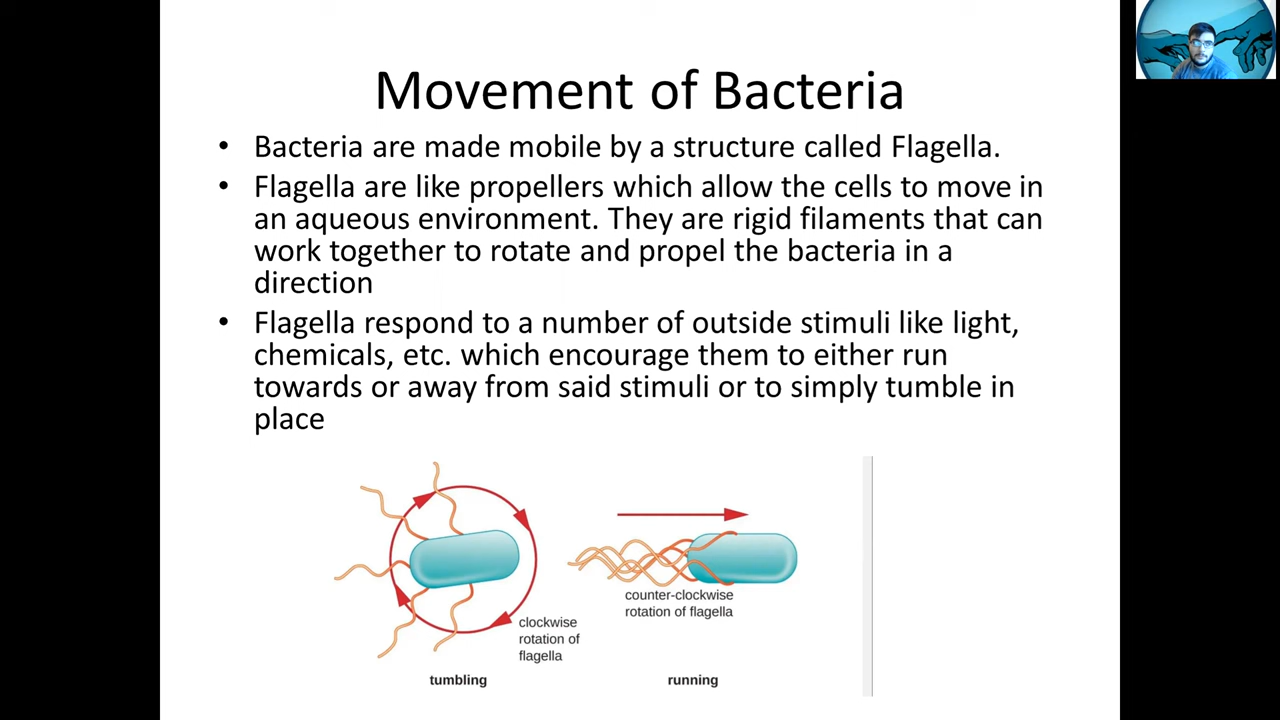 Movement of Bacteria
• Bacteria are made mobile by a structure called Flagella.
• Flagella are like propellers which allow the cells to move in
an aqueous environment. They are rigid filaments that can
work together to rotate and propel the bacteria in a
direction
• Flagella respond to a number of outside stimuli like light,
chemicals, etc. which encourage them to either run
towards or away from said stimuli or to simply tumble in
place
clockwise
rotation of
flagella
tumbling
counter-clockwise
rotation of flagella
running